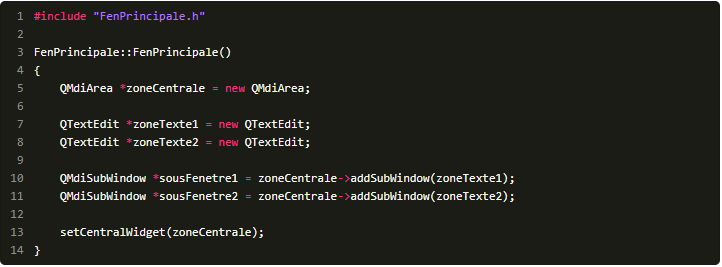 1 #include "FenPrincipale.h"
2
3 FenPrincipale::FenPrincipale()
4 {
5     QMdiArea *zoneCentrale = new QMdiArea;
6
7     QTextEdit *zoneTexte1 = new QTextEdit;
8     QTextEdit *zoneTexte2 = new QTextEdit;
9
10     QMdiSubWindow *sousFenetre1 = zoneCentrale->addSubWindow(zoneTexte1);
11     QMdiSubWindow *sousFenetre2 = zoneCentrale->addSubWindow(zoneTexte2);
12
13     setCentralWidget(zoneCentrale);
14 }